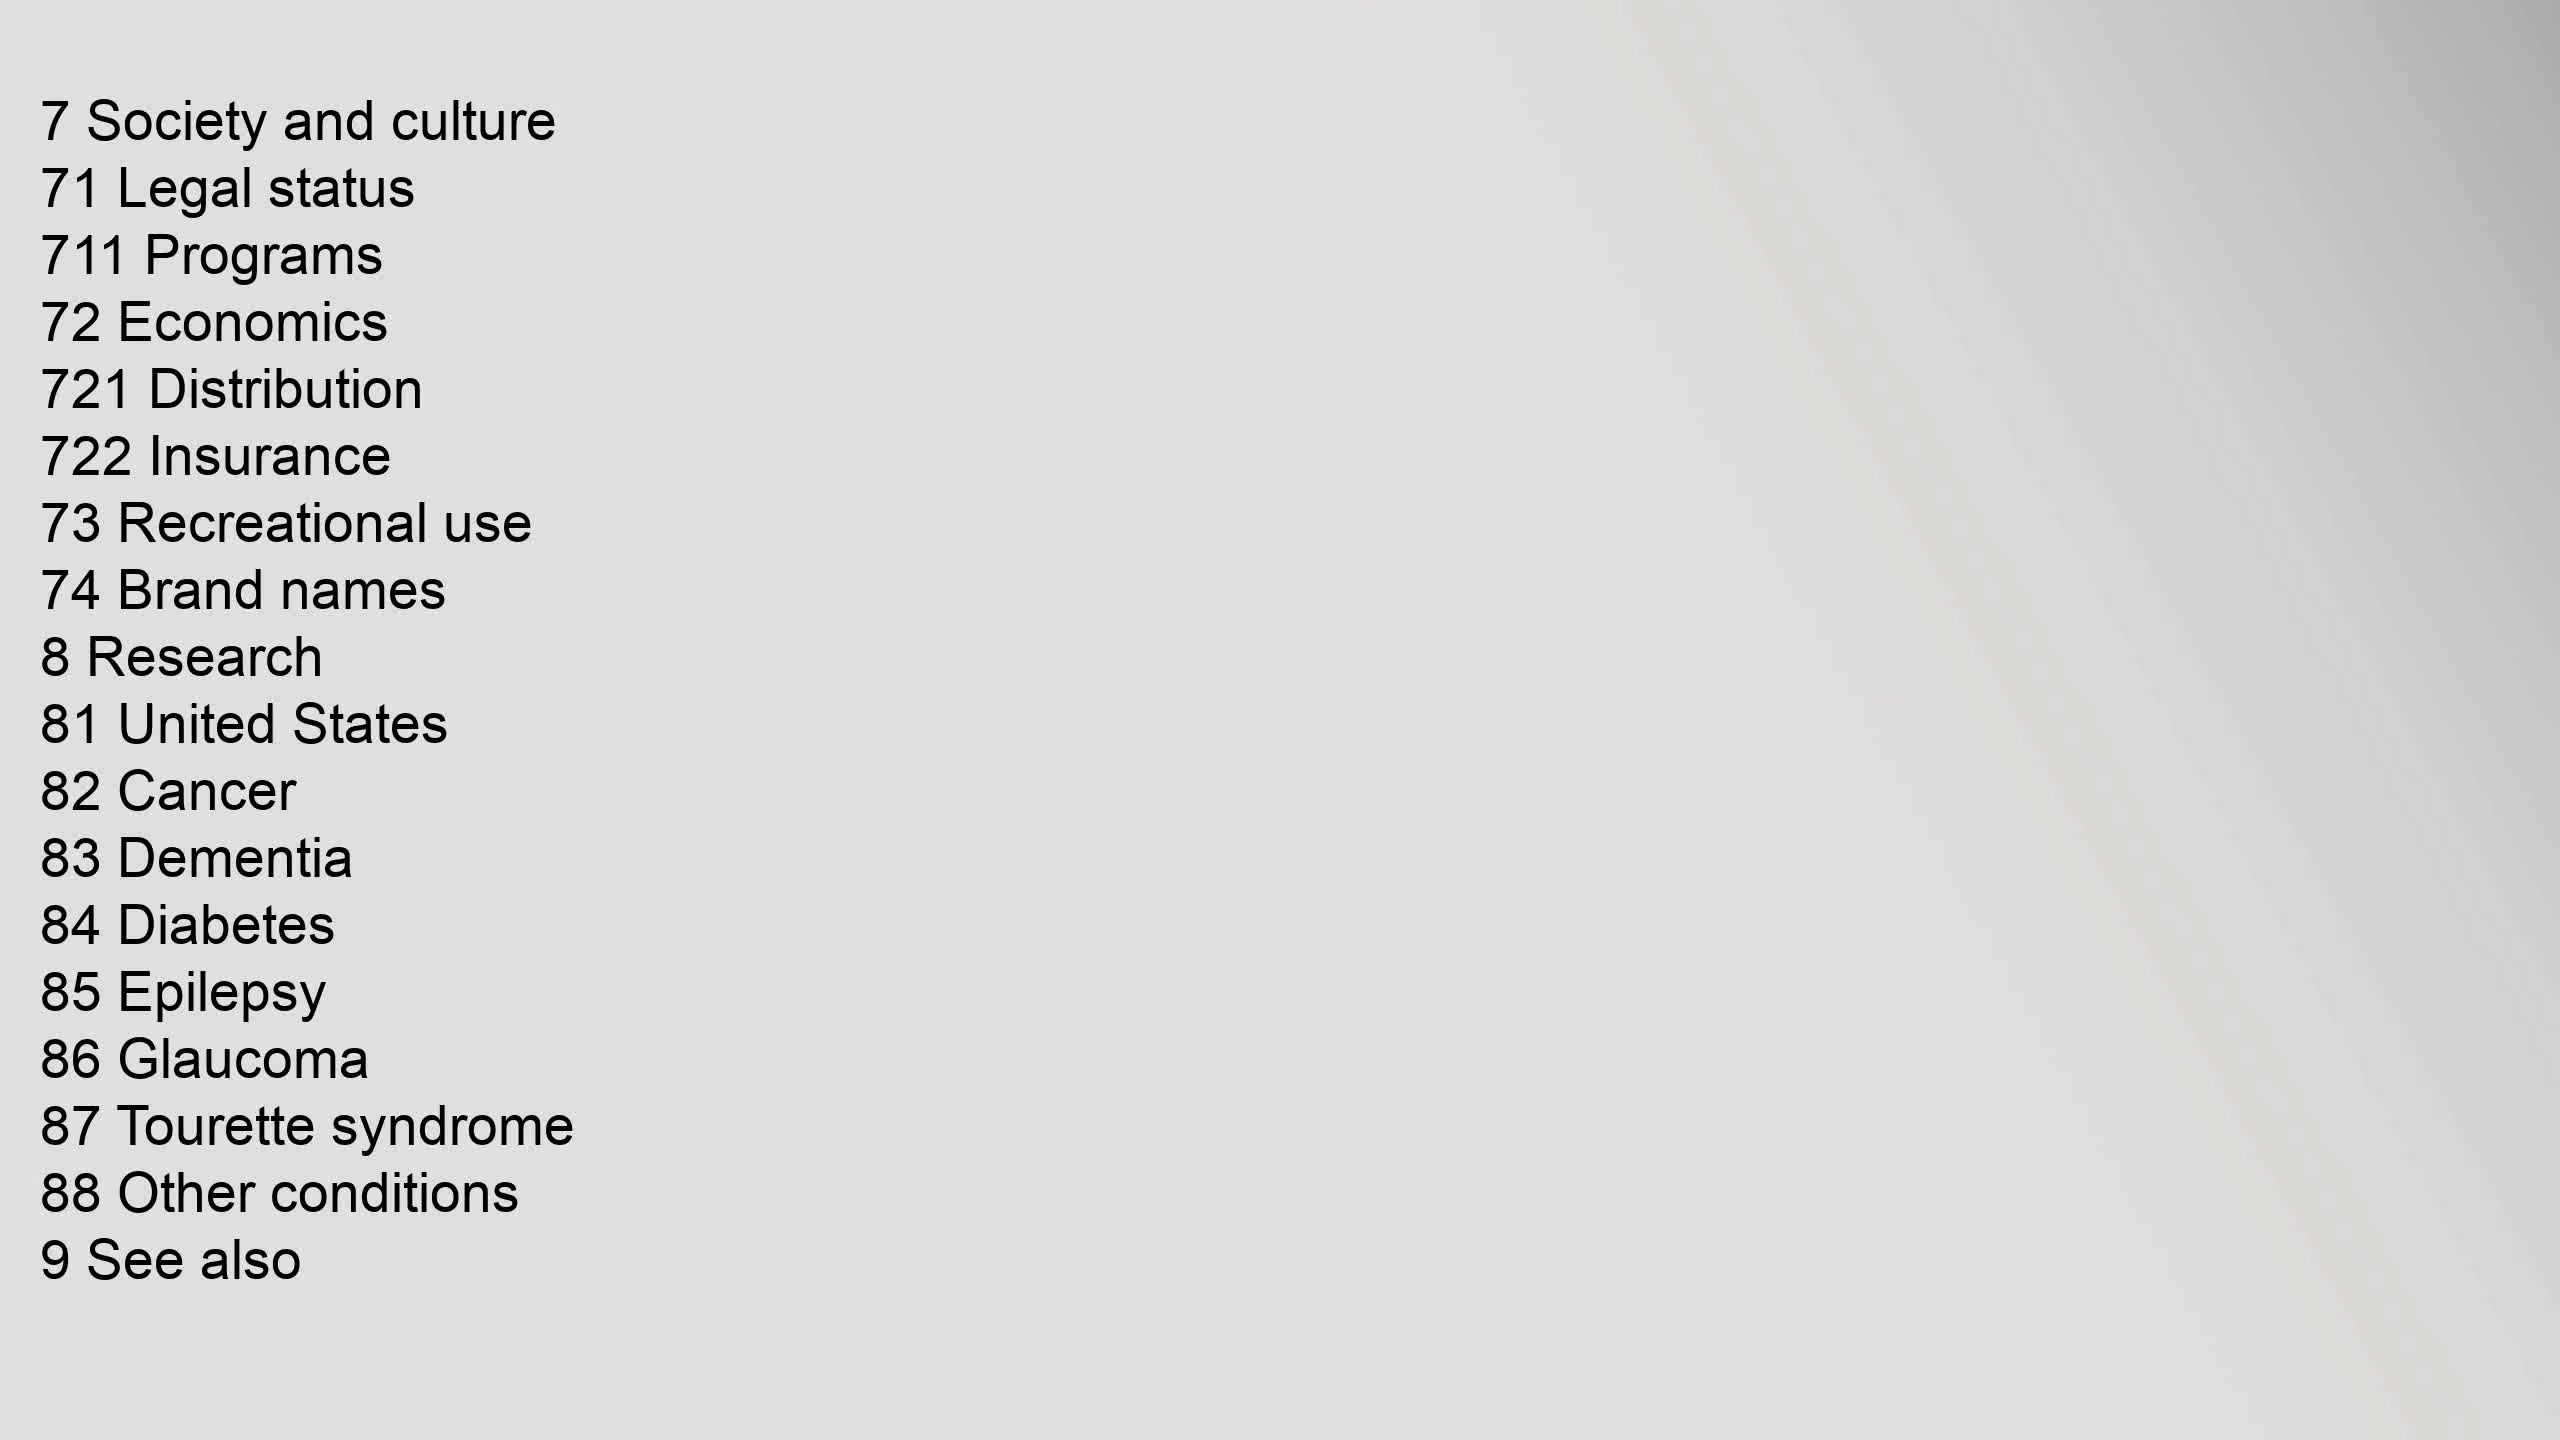 7 Society and culture
71 Legal status
711 Programs
72 Economics
721 Distribution
722 Insurance
73 Recreational use
74 Brand names
8 Research
81 United States
82 Cancer
83 Dementia
84 Diabetes
85 Epilepsy
86 Glaucoma
87 Tourette syndrome
88 Other conditions
9 See also